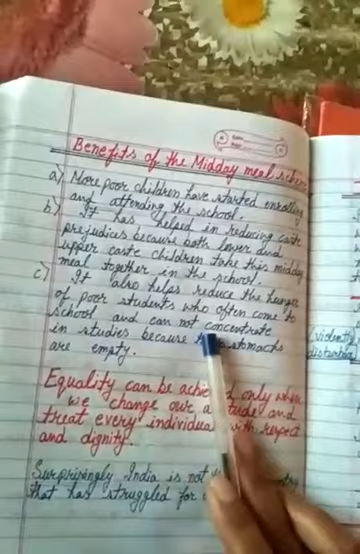 Benefits of the Midday meal scheme
a) More poor children have started enrolling
and attending the school.
b) It has helped in reducing caste
prejudices because both lower and
upper caste children take this midday
meal together in the school.
c) It also helps reduce the hunger
of poor students who often come to
school and can not concentrate
in studies because stomachs
are empty.
Equality can be achieved only when
we change our attitude and
treat every individual with respect
and dignity.
Surprisingly India is not
that has struggled for